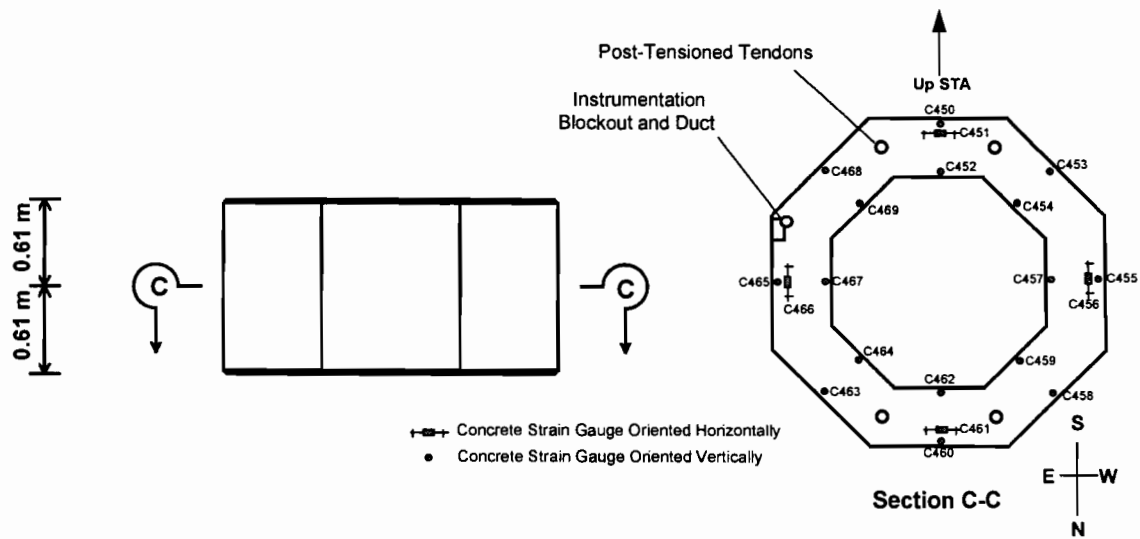 Post-Tensioned Tendons
Instrumentation
Blockout and Duct
Up STA
C450
C451
C468
C452
C453
C469
C454
0.61 m
0.61 m
C
C
C465
C467
C457
C455
C466
C456
C464
C459
C463
C462
C458
C461
C460
Concrete Strain Gauge Oriented Horizontally
Concrete Strain Gauge Oriented Vertically
Section C-C
S
E
W
N